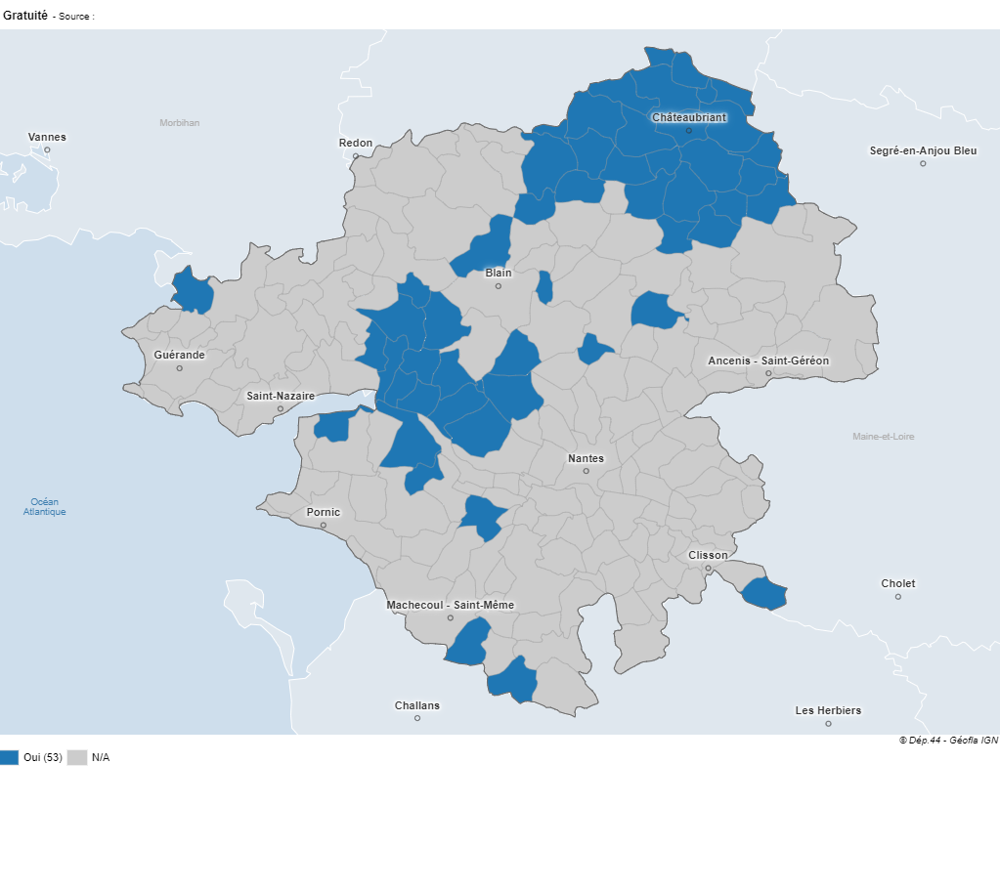 Gratuité - Source :
Châteaubriant
Morbihan
Vannes
Redon
Segré-en-Anjou Bleu
Blain
Guérande
Ancenis - Saint-Géréon
Saint-Nazaire
Maine-et-Loire
Nantes
Océan
Atlantique
Pornic
Clisson
Cholet
Machecoul - Saint-Même
Challans
Les Herbiers
© Dép.44 - Géofla IGN
Oui (53) N/A